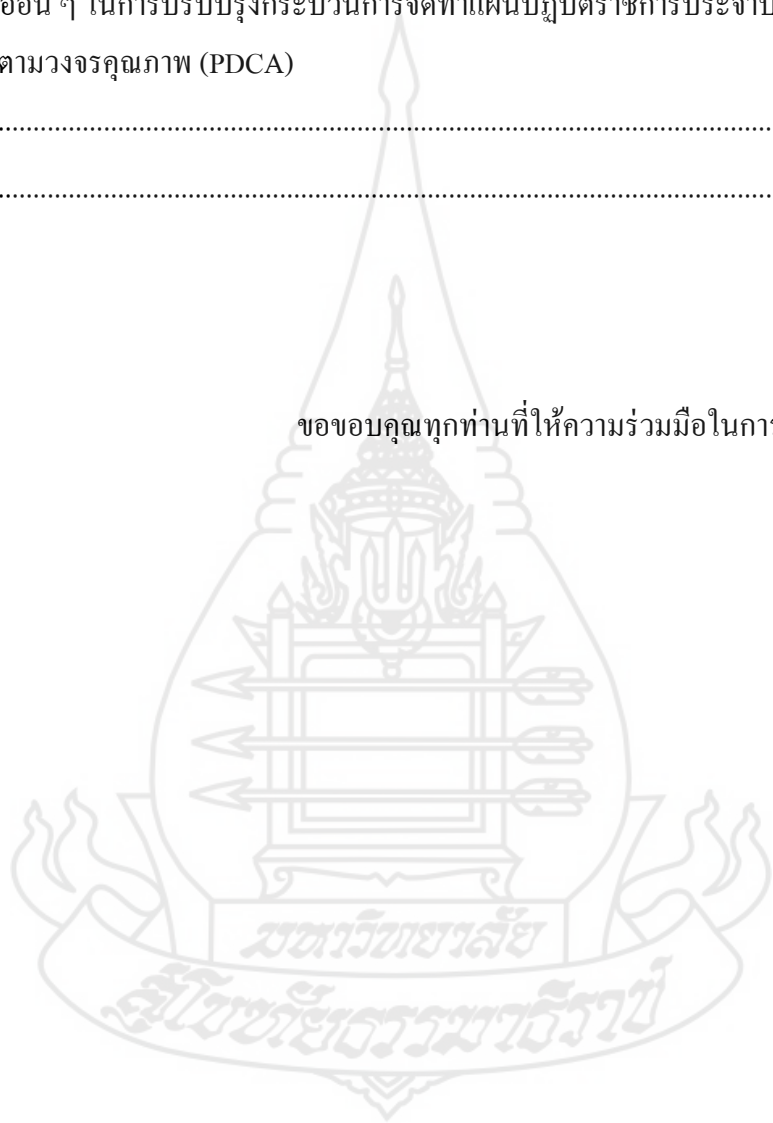 ในการปรับปรุงกระบวนการจัดทำแผนปฏิบัติราชการประจำ
ตามวงจรคุณภาพ (PDCA)
ขอขอบคุณทุกท่านที่ให้ความร่วมมือในการ
มหาวิทยาลัย
สุโขทัยธรรมาธิราช